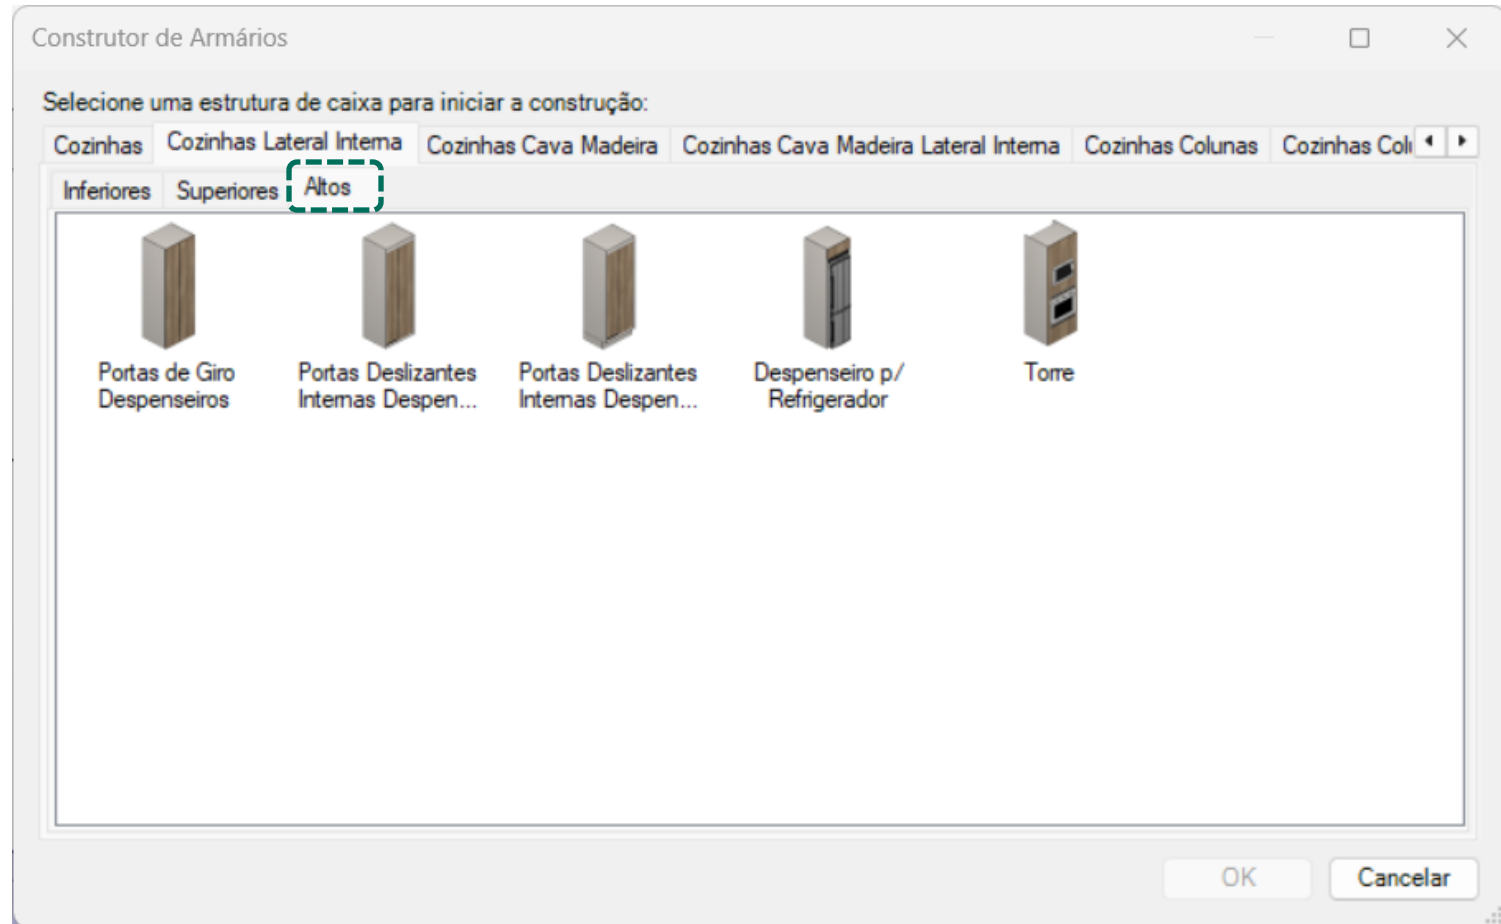 Construtor de Armários
Selecione uma estrutura de caixa para iniciar a construção:
Cozinhas Cozinhas Lateral Interna Cozinhas Cava Madeira Cozinhas Cava Madeira Lateral Interna Cozinhas Colunas Cozinhas Colu
Inferiores Superiores Altos
Portas de Giro
Despenseiros
Portas Deslizantes
Internas Despen...
Portas Deslizantes
Internas Despen...
Despenseiro p/
Refrigerador
Torre
OK Cancelar